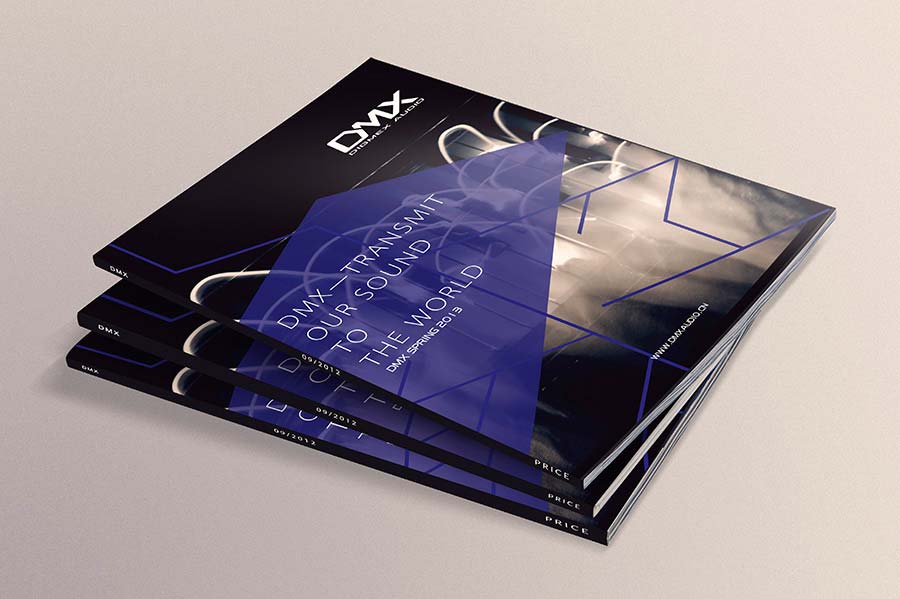 DMX
DIGMEX AUDIO
DMX—TRANSMIT
OUR SOUND
TO
THE WORLD
DMX SPRING 2013
WWW.DMXAUDIO.CN
DMX
09/2012
PRICE
DMX
09/2012
PRICE
DMX
09/2012
PRICE